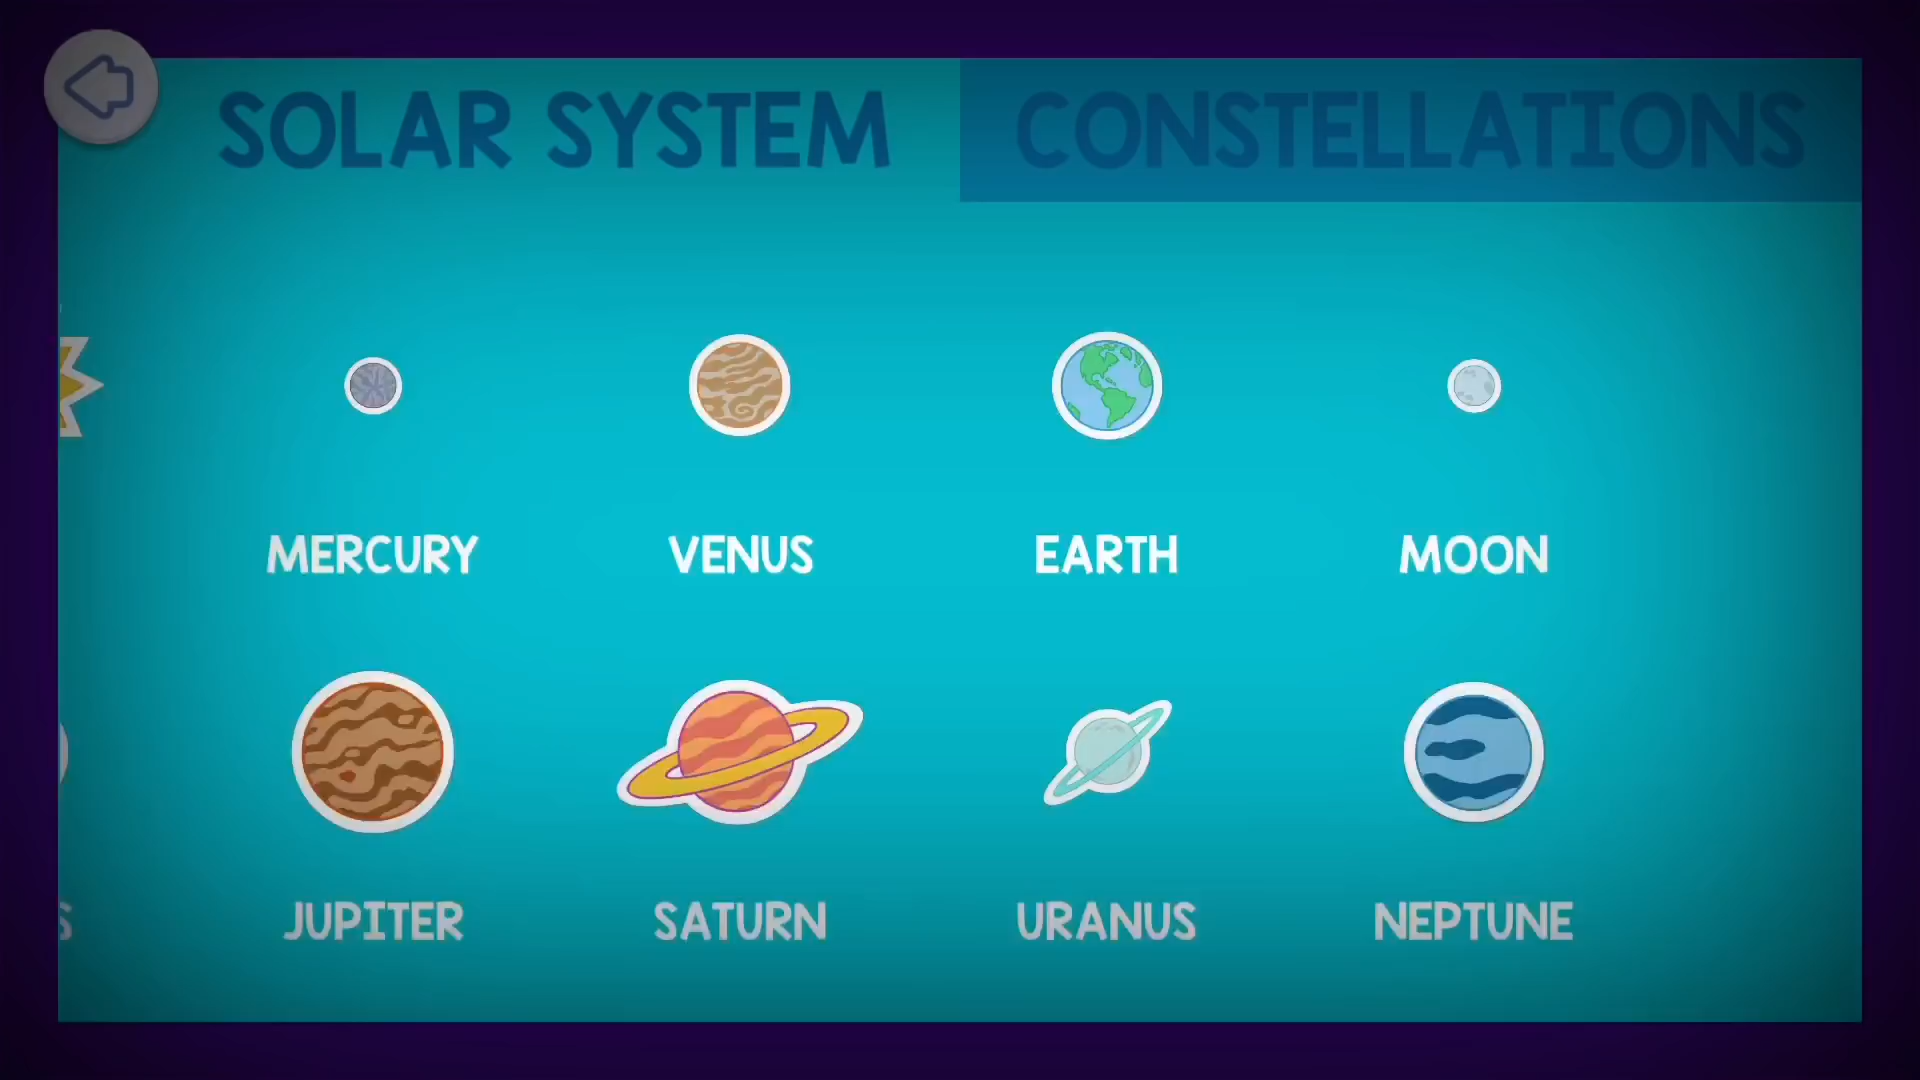 SOLAR SYSTEM
CONSTELLATIONS
MERCURY
VENUS
EARTH
MOON
S
JUPITER
SATURN
URANUS
NEPTUNE